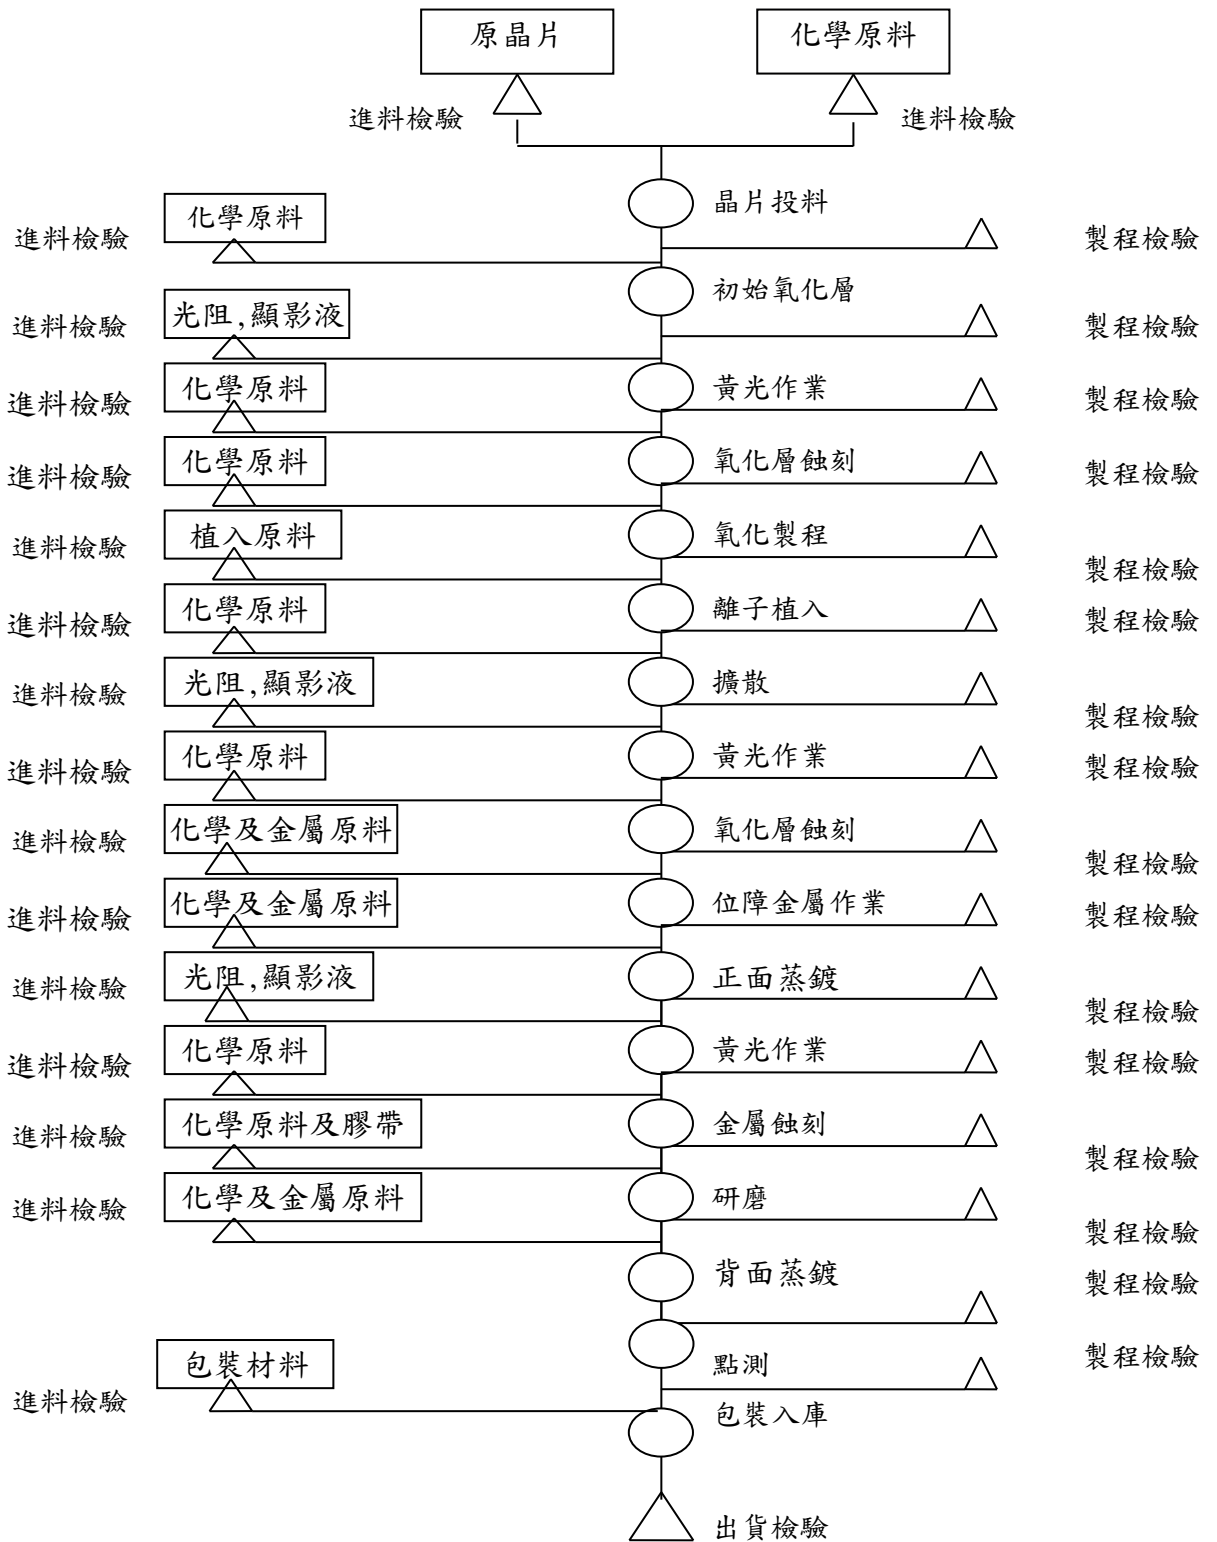 原晶片
化學原料
進料檢驗
進料檢驗
晶片投料
化學原料
進料檢驗
製程檢驗
初始氧化層
光阻,顯影液
進料檢驗
製程檢驗
化學原料
黃光作業
進料檢驗
製程檢驗
化學原料
氧化層蝕刻
進料檢驗
製程檢驗
植入原料
氧化製程
進料檢驗
製程檢驗
化學原料
離子植入
進料檢驗
製程檢驗
光阻,顯影液
擴散
進料檢驗
製程檢驗
化學原料
黃光作業
進料檢驗
製程檢驗
化學及金屬原料
氧化層蝕刻
進料檢驗
製程檢驗
化學及金屬原料
位障金屬作業
進料檢驗
製程檢驗
光阻,顯影液
正面蒸鍍
進料檢驗
製程檢驗
化學原料
黃光作業
進料檢驗
製程檢驗
化學原料及膠帶
金屬蝕刻
進料檢驗
製程檢驗
化學及金屬原料
研磨
進料檢驗
製程檢驗
背面蒸鍍
製程檢驗
包裝材料
點測
製程檢驗
進料檢驗
包裝入庫
出貨檢驗